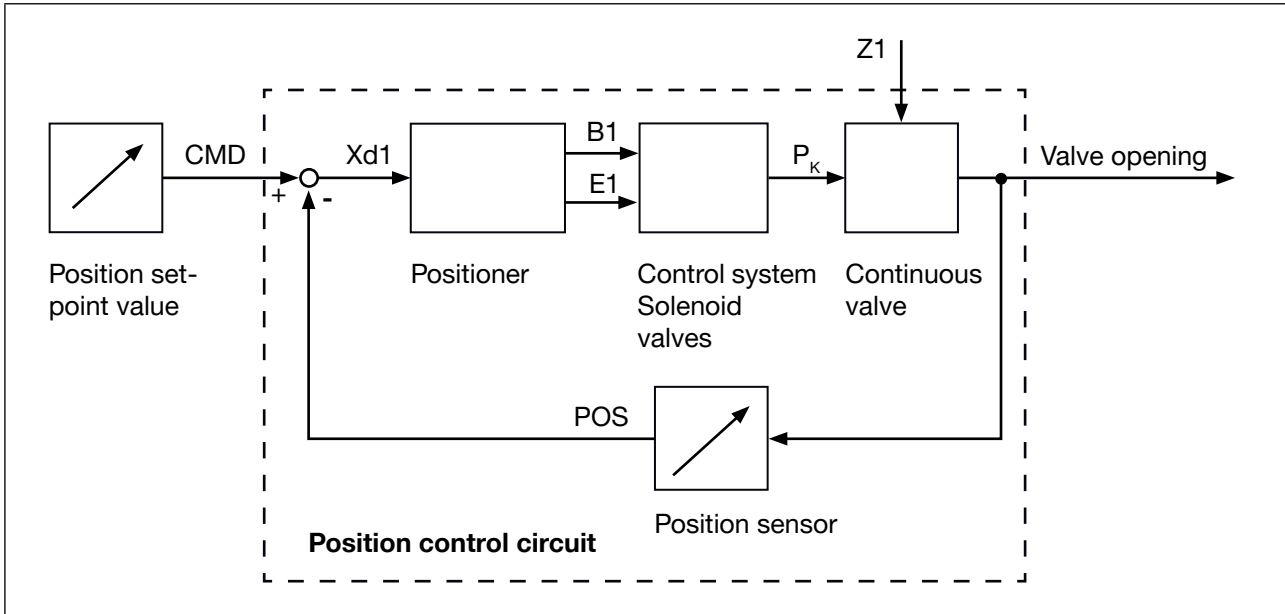 Z1
CMD
Xd1
B1
E1
P_K
Valve opening
+
-
Position set-
point value
Positioner
Control system
Solenoid
valves
Continuous
valve
POS
Position sensor
Position control circuit